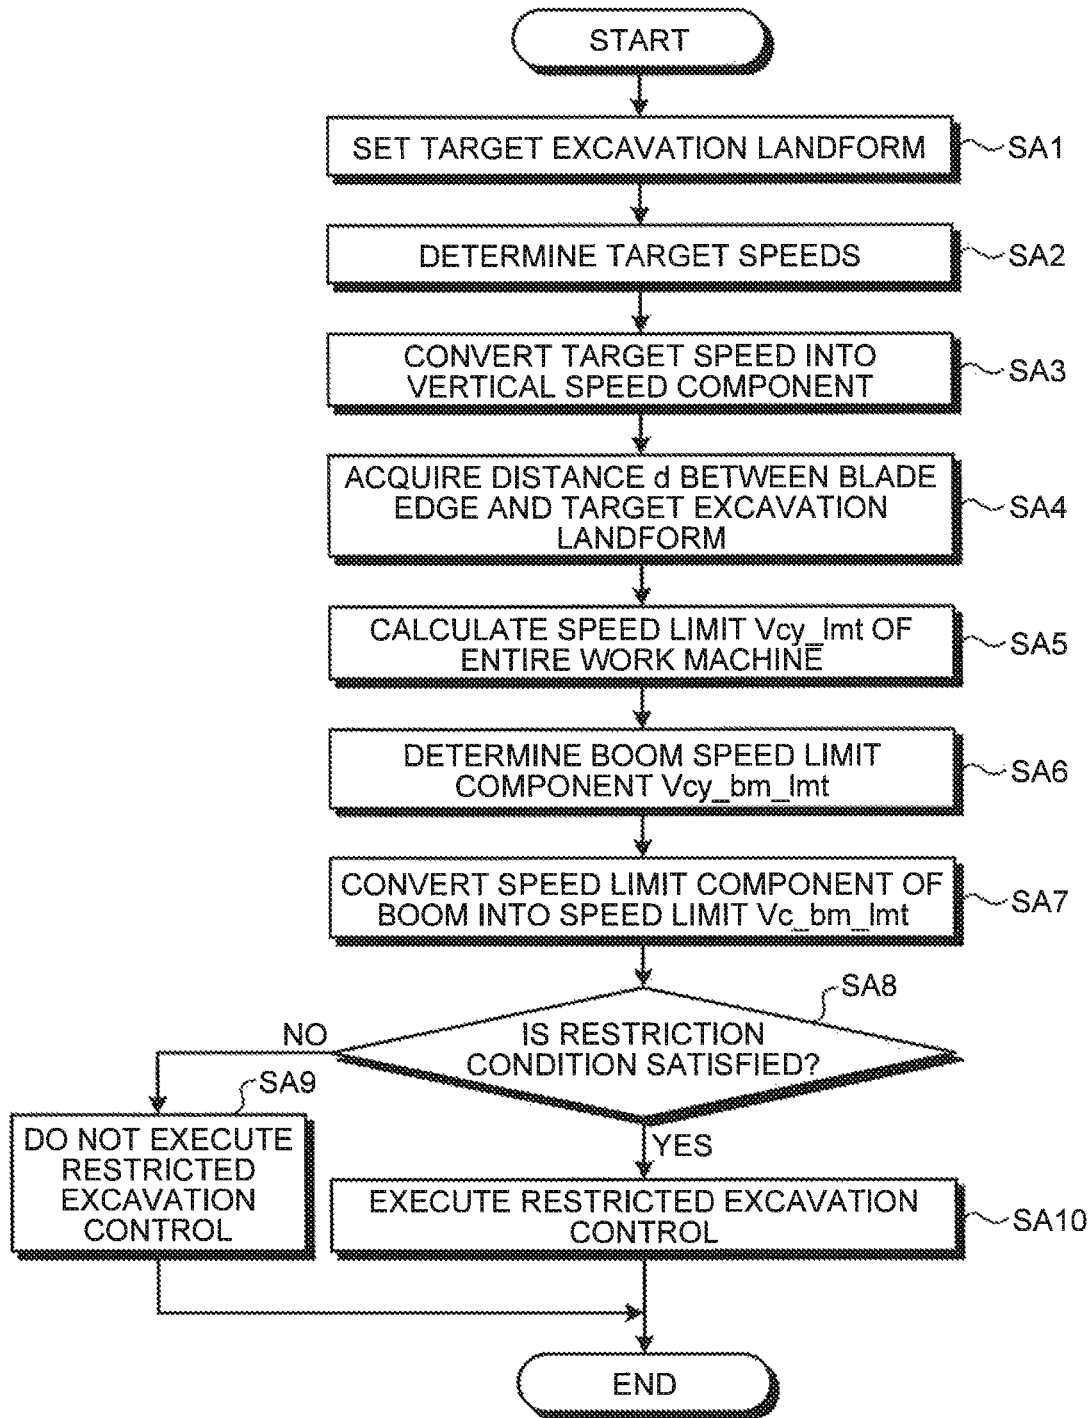 START
SET TARGET EXCAVATION LANDFORM
SA1
DETERMINE TARGET SPEEDS
SA2
CONVERT TARGET SPEED INTO
VERTICAL SPEED COMPONENT
SA3
ACQUIRE DISTANCE d BETWEEN BLADE
EDGE AND TARGET EXCAVATION
LANDFORM
SA4
CALCULATE SPEED LIMIT Vcy_lmt OF
ENTIRE WORK MACHINE
SA5
DETERMINE BOOM SPEED LIMIT
COMPONENT Vcy_bm_lmt
SA6
CONVERT SPEED LIMIT COMPONENT OF
BOOM INTO SPEED LIMIT Vc_bm_lmt
SA7
SA8
IS RESTRICTION
CONDITION SATISFIED?
NO
SA9
DO NOT EXECUTE
RESTRICTED
EXCAVATION
CONTROL
YES
EXECUTE RESTRICTED EXCAVATION
CONTROL
SA10
END